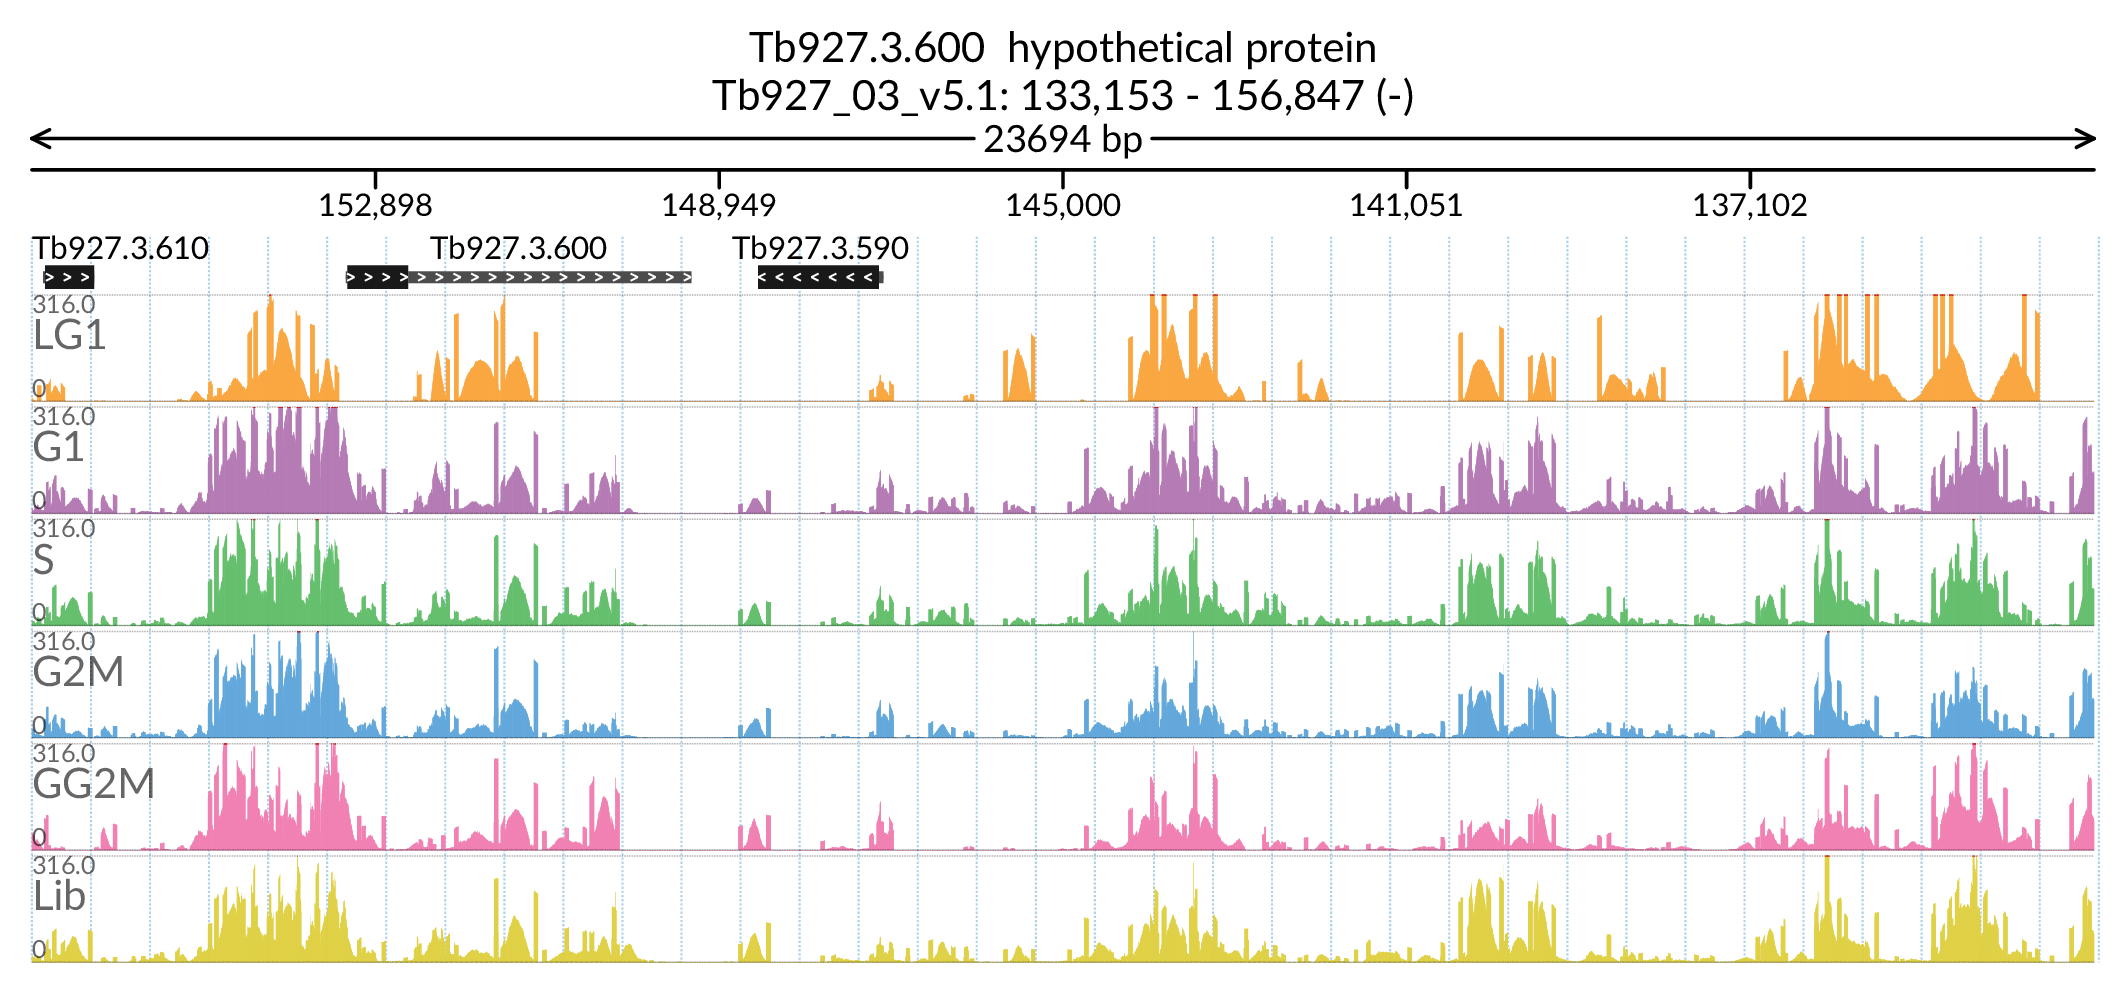 Tb927.3.600  hypothetical protein
Tb927_03_v5.1: 133,153 - 156,847 (-)
23694 bp
152,898 148,949 145,000 141,051 137,102
Tb927.3.610 Tb927.3.600 Tb927.3.590
316.0
LG1
0
316.0
G1
0
316.0
S
0
316.0
G2M
0
316.0
GG2M
0
316.0
Lib
0